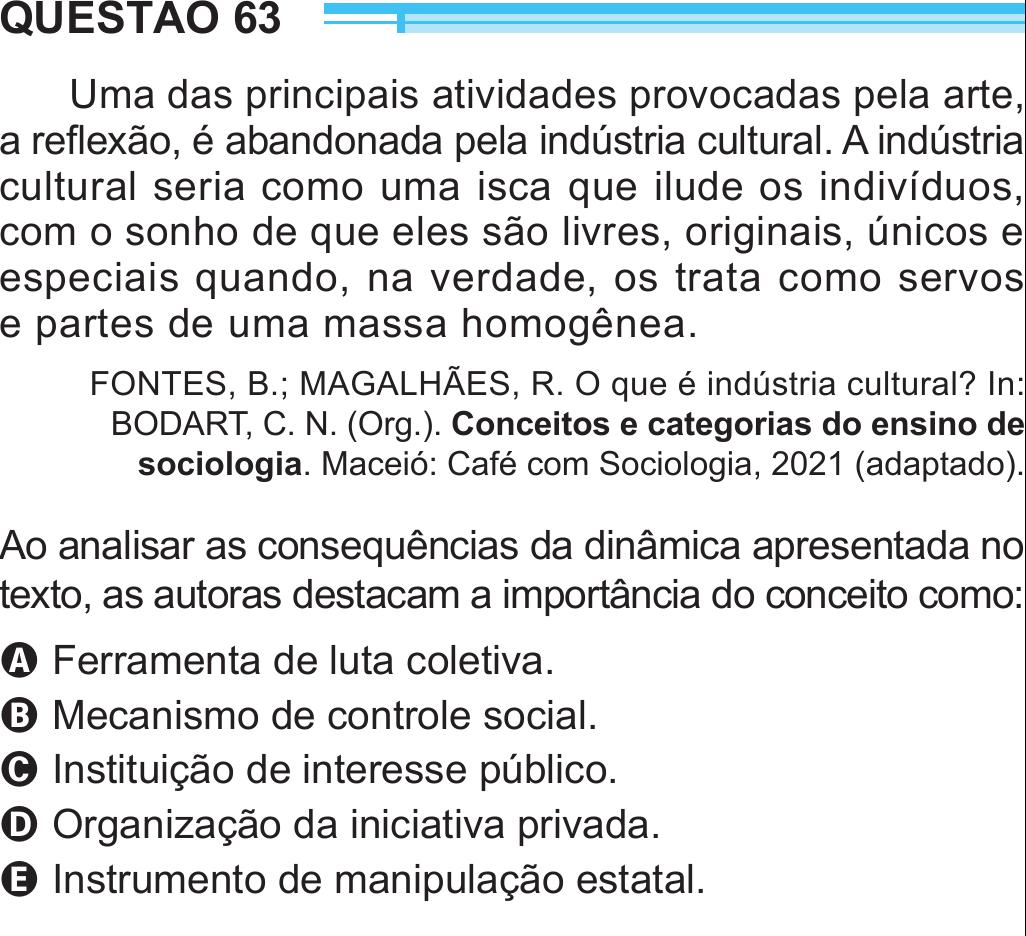 QUESTÃO 63
Uma das principais atividades provocadas pela arte,
a reflexão, é abandonada pela indústria cultural. A indústria
cultural seria como uma isca que ilude os indivíduos,
com o sonho de que eles são livres, originais, únicos e
especiais quando, na verdade, os trata como servos
e partes de uma massa homogênea.
FONTES, B.; MAGALHÃES, R. O que é indústria cultural? In:
BODART, C. N. (Org.). Conceitos e categorias do ensino de
sociologia. Maceió: Café com Sociologia, 2021 (adaptado).
Ao analisar as consequências da dinâmica apresentada no
texto, as autoras destacam a importância do conceito como:
A Ferramenta de luta coletiva.
B Mecanismo de controle social.
C Instituição de interesse público.
D Organização da iniciativa privada.
E Instrumento de manipulação estatal.